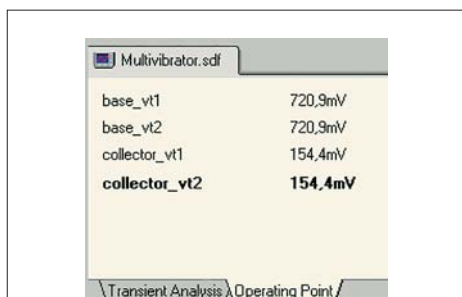 Multivibrator.sdf
base_vt1 720,9mV
base_vt2 720,9mV
collector_vt1 154,4mV
collector_vt2 154,4mV
Transient Analysis Operating Point